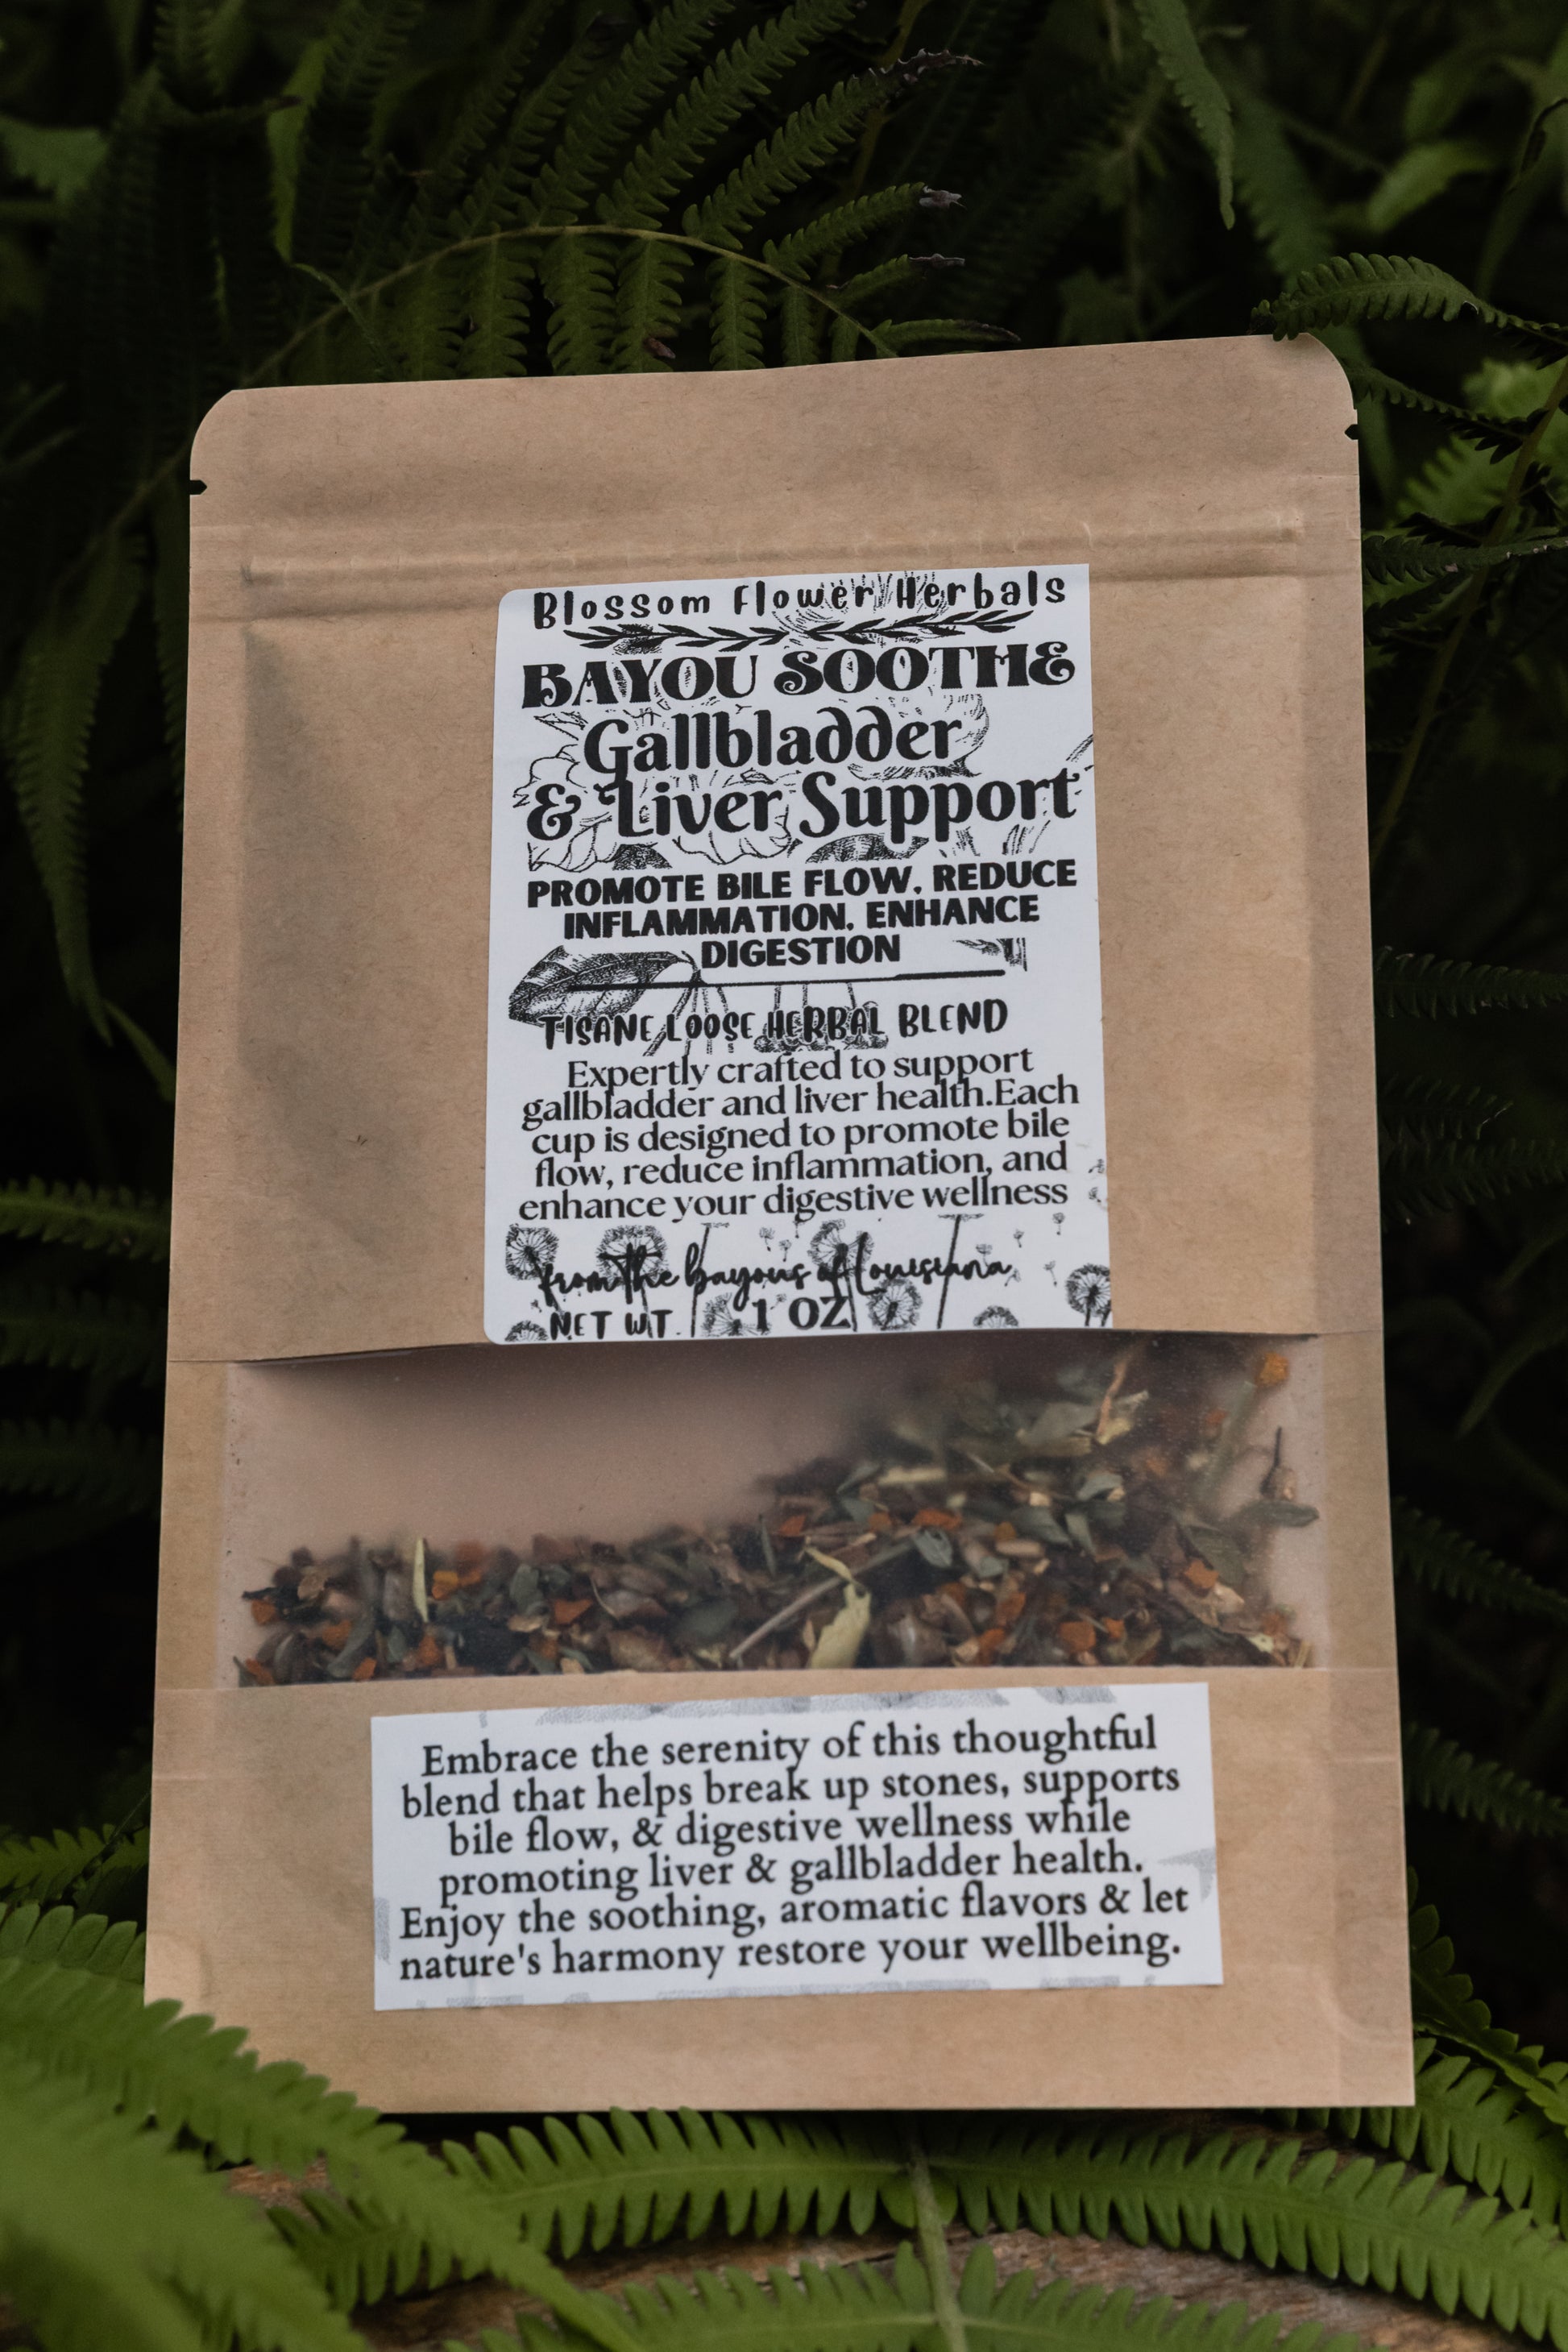 Blossom Flower Herbals
BAYOU SOOTHE
Gallbladder
& Liver Support
PROMOTE BILE FLOW, REDUCE
INFLAMMATION, ENHANCE
DIGESTION
TISANE LOOSE HERBAL BLEND
Expertly crafted to support
gallbladder and liver health.Each
cup is designed to promote bile
flow, reduce inflammation, and
enhance your digestive wellness
from the bayous of Louisiana
NET WT. 1 OZ
Embrace the serenity of this thoughtful
blend that helps break up stones, supports
bile flow, & digestive wellness while
promoting liver & gallbladder health.
Enjoy the soothing, aromatic flavors & let
nature's harmony restore your wellbeing.